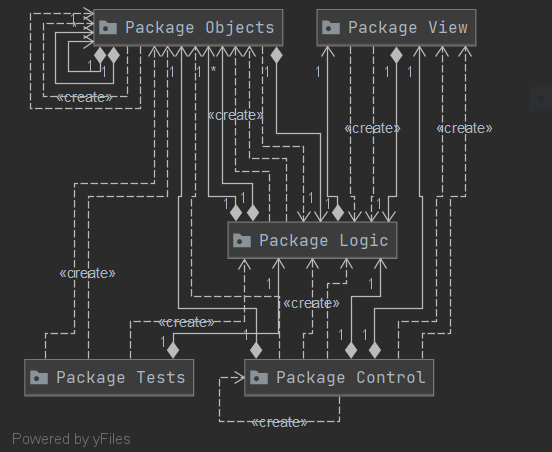 Package Objects
Package View
*
1
1
1
1
*
1
1
1
1
«create»
«create»
«create»
«create»
1
1
1
1
1
Package Logic
«create»
1
«create»
1
«create»
1
1
1
1
Package Tests
Package Control
«create»
Powered by yFiles